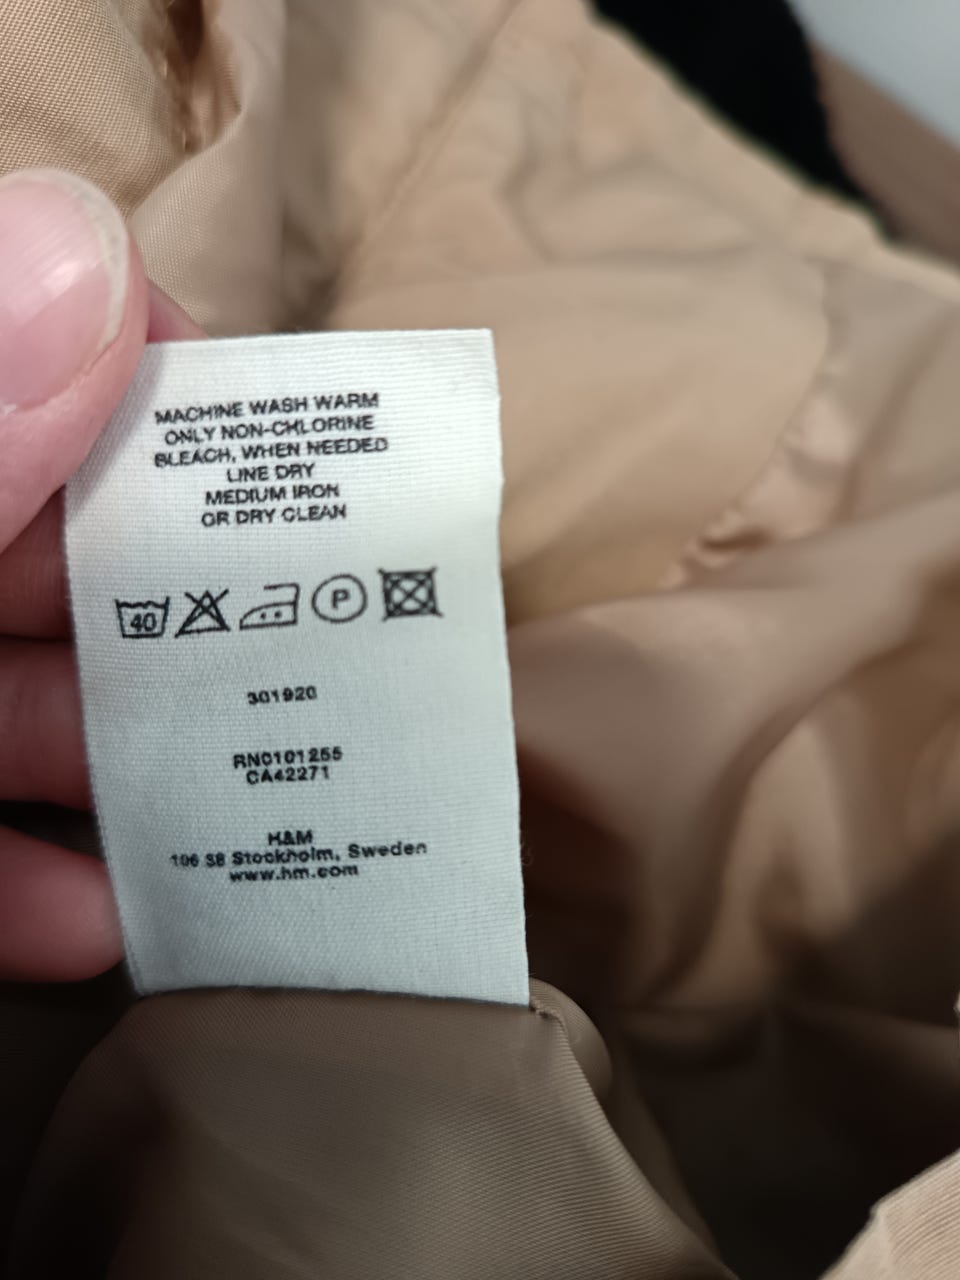 MACHINE WASH WARM
ONLY NON-CHLORINE
BLEACH, WHEN NEEDED
LINE DRY
MEDIUM IRON
OR DRY CLEAN
40 P
301920
RN0101255
CA42271
H&M
106 38 Stockholm, Sweden
www.hm.com